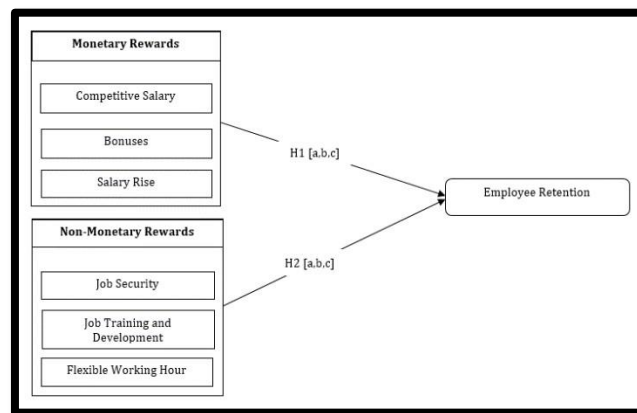 Monetary Rewards
Competitive Salary
Bonuses
Salary Rise
H1 [a,b,c]
Employee Retention
Non-Monetary Rewards
H2 [a,b,c]
Job Security
Job Training and
Development
Flexible Working Hour